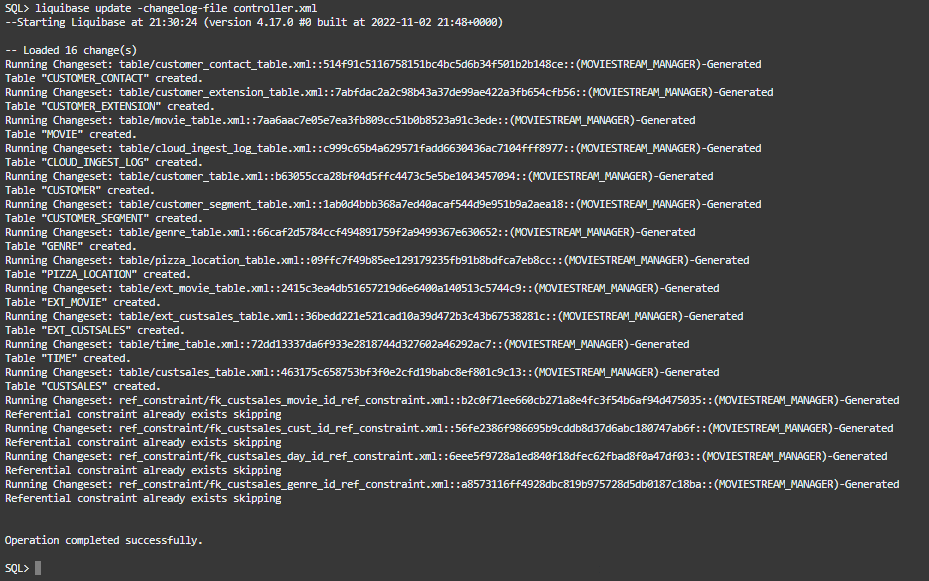 SQL> liquibase update -changelog-file controller.xml
--Starting Liquibase at 21:30:24 (version 4.17.0 #0 built at 2022-11-02 21:48+0000)
-- Loaded 16 change(s)
Running Changeset: table/customer_contact_table.xml::514f91c5116758151bc4bc5d6b34f501b2b148ce::(MOVIESTREAM_MANAGER)-Generated
Table "CUSTOMER_CONTACT" created.
Running Changeset: table/customer_extension_table.xml::7abfdac2a2c98b43a37de99ae422a3fb654cfb56::(MOVIESTREAM_MANAGER)-Generated
Table "CUSTOMER_EXTENSION" created.
Running Changeset: table/movie_table.xml::7aa6aac7e05e7ea3fb809cc51b0b8523a91c3ede::(MOVIESTREAM_MANAGER)-Generated
Table "MOVIE" created.
Running Changeset: table/cloud_ingest_log_table.xml::c999c65b4a629571fadd6630436ac7104fff8977::(MOVIESTREAM_MANAGER)-Generated
Table "CLOUD_INGEST_LOG" created.
Running Changeset: table/customer_table.xml::b63055cca28bf04d5ffc4473c5e5be1043457094::(MOVIESTREAM_MANAGER)-Generated
Table "CUSTOMER" created.
Running Changeset: table/customer_segment_table.xml::1ab0d4bbb368a7ed40acaf544d9e951b9a2aea18::(MOVIESTREAM_MANAGER)-Generated
Table "CUSTOMER_SEGMENT" created.
Running Changeset: table/genre_table.xml::66caf2d5784ccf494891759f2a9499367e630652::(MOVIESTREAM_MANAGER)-Generated
Table "GENRE" created.
Running Changeset: table/pizza_location_table.xml::09ffc7f49b85ee129179235fb91b8bdfca7eb8cc::(MOVIESTREAM_MANAGER)-Generated
Table "PIZZA_LOCATION" created.
Running Changeset: table/ext_movie_table.xml::2415c3ea4db51657219d6e6400a140513c5744c9::(MOVIESTREAM_MANAGER)-Generated
Table "EXT_MOVIE" created.
Running Changeset: table/ext_custsales_table.xml::36bedd221e521cad10a39d472b3c43b67538281c::(MOVIESTREAM_MANAGER)-Generated
Table "EXT_CUSTSALES" created.
Running Changeset: table/time_table.xml::72dd13337da6f933e2818744d327602a46292ac7::(MOVIESTREAM_MANAGER)-Generated
Table "TIME" created.
Running Changeset: table/custsales_table.xml::463175c658753bf3f0e2cfd19babc8ef801c9c13::(MOVIESTREAM_MANAGER)-Generated
Table "CUSTSALES" created.
Running Changeset: ref_constraint/fk_custsales_movie_id_ref_constraint.xml::b2c0f71ee660cb271a8e4fc3f54b6af94d475035::(MOVIESTREAM_MANAGER)-Generated
Referential constraint already exists skipping
Running Changeset: ref_constraint/fk_custsales_cust_id_ref_constraint.xml::56fe2386f986695b9cddb8d37d6abc180747ab6f::(MOVIESTREAM_MANAGER)-Generated
Referential constraint already exists skipping
Running Changeset: ref_constraint/fk_custsales_day_id_ref_constraint.xml::6eee5f9728a1ed840f18dfec62fbad8f0a47df03::(MOVIESTREAM_MANAGER)-Generated
Referential constraint already exists skipping
Running Changeset: ref_constraint/fk_custsales_genre_id_ref_constraint.xml::a8573116ff4928dbc819b975728d5db0187c18ba::(MOVIESTREAM_MANAGER)-Generated
Referential constraint already exists skipping
Operation completed successfully.
SQL>